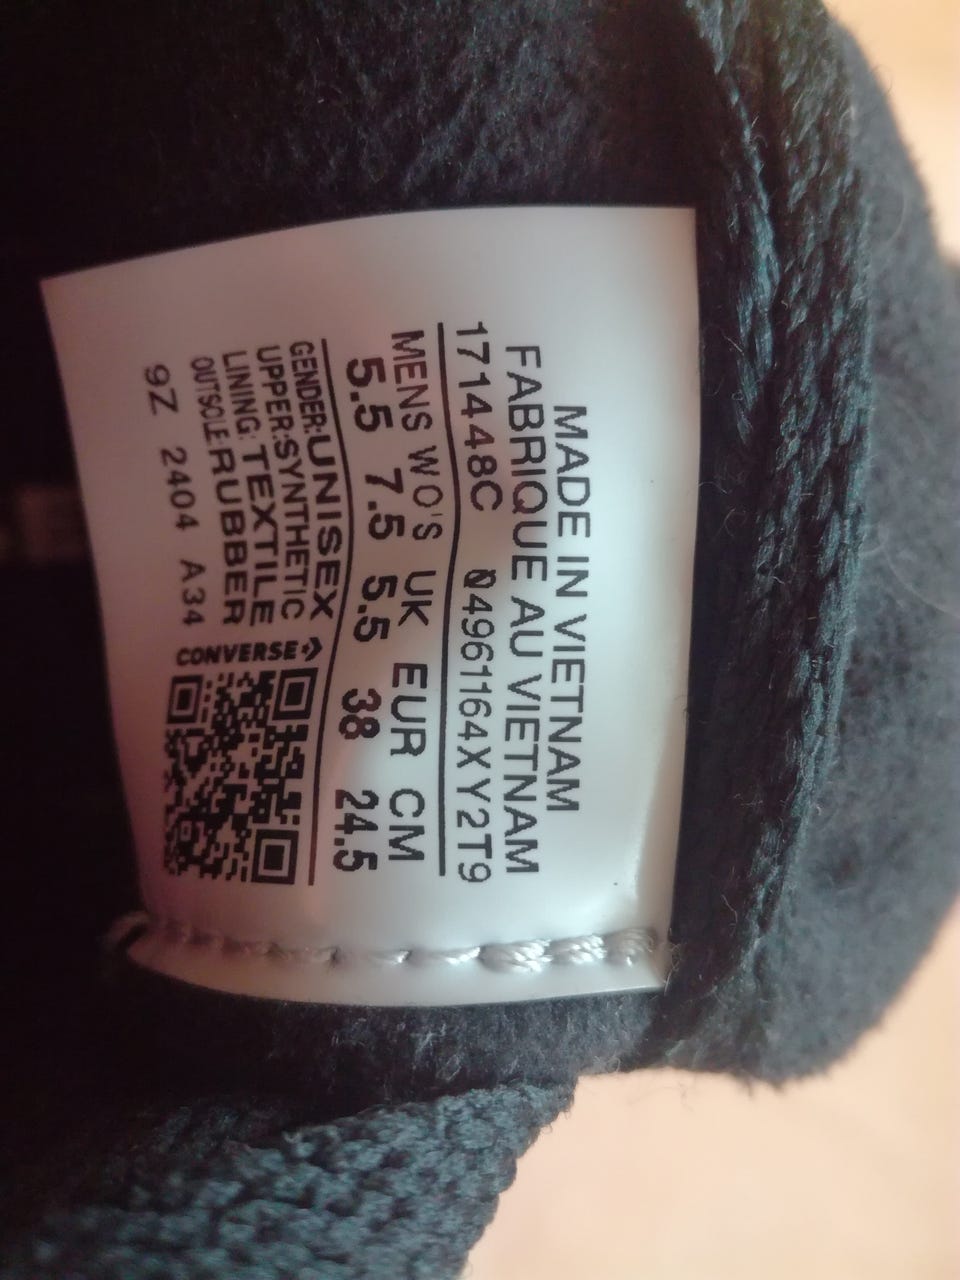 MADE IN VIETNAM
FABRIQUE AU VIETNAM
171448C 04961164XY2T9
MENS WO'S UK EUR CM
5.5 7.5 5.5 38 24.5
GENDER:UNISEX
UPPER:SYNTHETIC
LINING: TEXTILE
OUTSOLE:RUBBER
9Z 2404 A34
CONVERSE